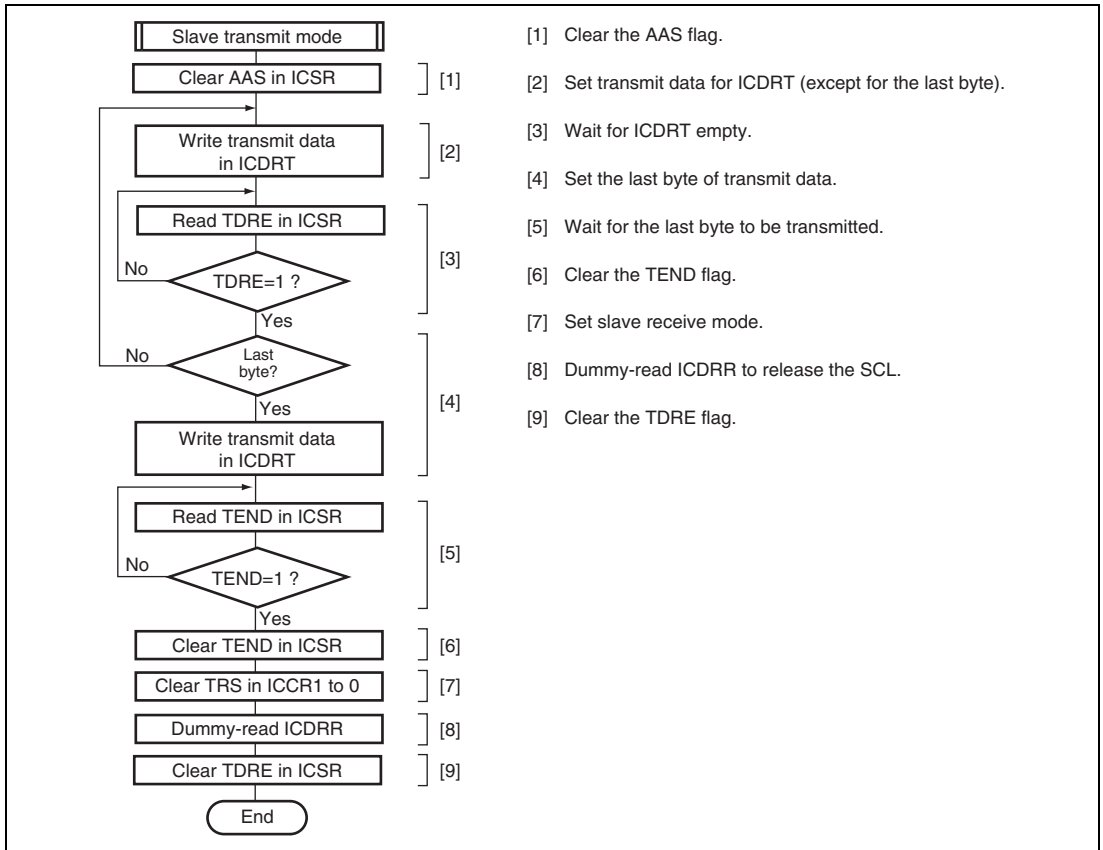 Slave transmit mode
Clear AAS in ICSR
[1]
Write transmit data
in ICDRT
[2]
Read TDRE in ICSR
No
TDRE=1 ?
[3]
Yes
No
Last
byte?
Yes
[4]
Write transmit data
in ICDRT
Read TEND in ICSR
No
TEND=1 ?
[5]
Yes
Clear TEND in ICSR
[6]
Clear TRS in ICCR1 to 0
[7]
Dummy-read ICDRR
[8]
Clear TDRE in ICSR
[9]
End
[1] Clear the AAS flag.
[2] Set transmit data for ICDRT (except for the last byte).
[3] Wait for ICDRT empty.
[4] Set the last byte of transmit data.
[5] Wait for the last byte to be transmitted.
[6] Clear the TEND flag.
[7] Set slave receive mode.
[8] Dummy-read ICDRR to release the SCL.
[9] Clear the TDRE flag.